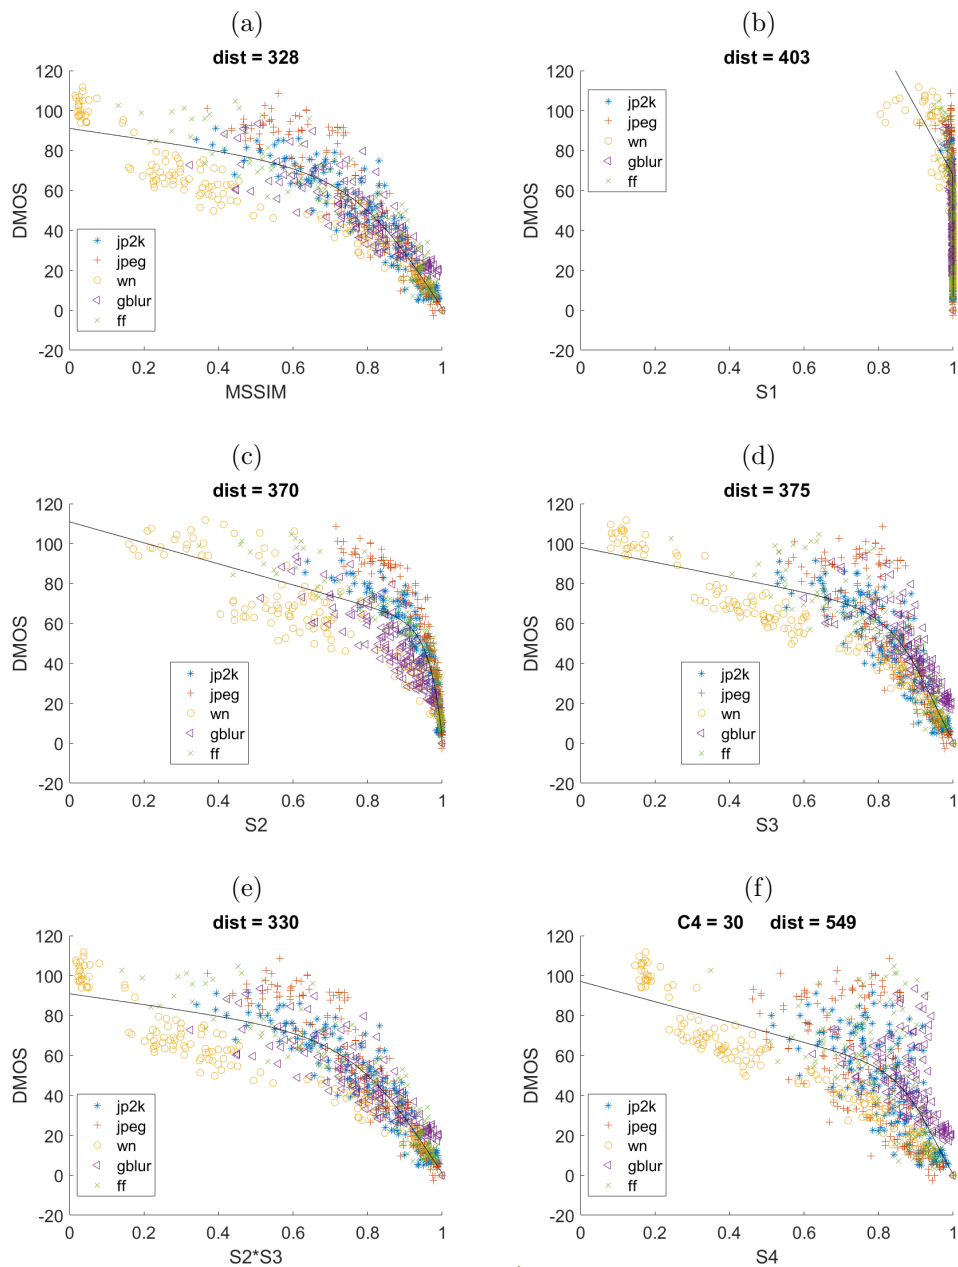 (a)
dist = 328
120
100
80
60
40
20
0
-20
DMOS
jp2k
jpeg
wn
gblur
ff
0 0.2 0.4 0.6 0.8 1
MSSIM
(b)
dist = 403
120
100
80
60
40
20
0
-20
DMOS
jp2k
jpeg
wn
gblur
ff
0 0.2 0.4 0.6 0.8 1
S1
(c)
dist = 370
120
100
80
60
40
20
0
-20
DMOS
jp2k
jpeg
wn
gblur
ff
0 0.2 0.4 0.6 0.8 1
S2
(d)
dist = 375
120
100
80
60
40
20
0
-20
DMOS
jp2k
jpeg
wn
gblur
ff
0 0.2 0.4 0.6 0.8 1
S3
(e)
dist = 330
120
100
80
60
40
20
0
-20
DMOS
jp2k
jpeg
wn
gblur
ff
0 0.2 0.4 0.6 0.8 1
S2*S3
(f)
C4 = 30 dist = 549
120
100
80
60
40
20
0
-20
DMOS
jp2k
jpeg
wn
gblur
ff
0 0.2 0.4 0.6 0.8 1
S4